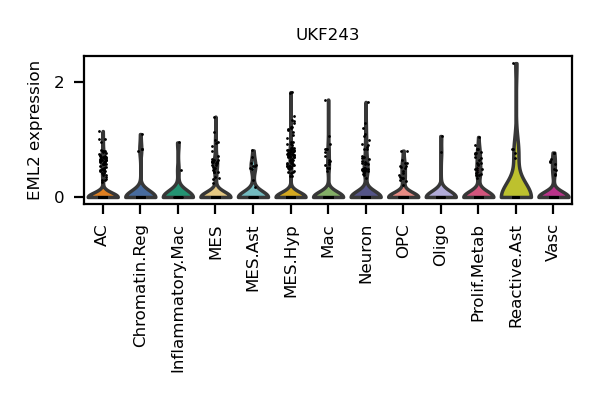 UKF243
EML2 expression
2
0
AC
Chromatin.Reg
Inflammatory.Mac
MES
MES.Ast
MES.Hyp
Mac
Neuron
OPC
Oligo
Prolif.Metab
Reactive.Ast
Vasc